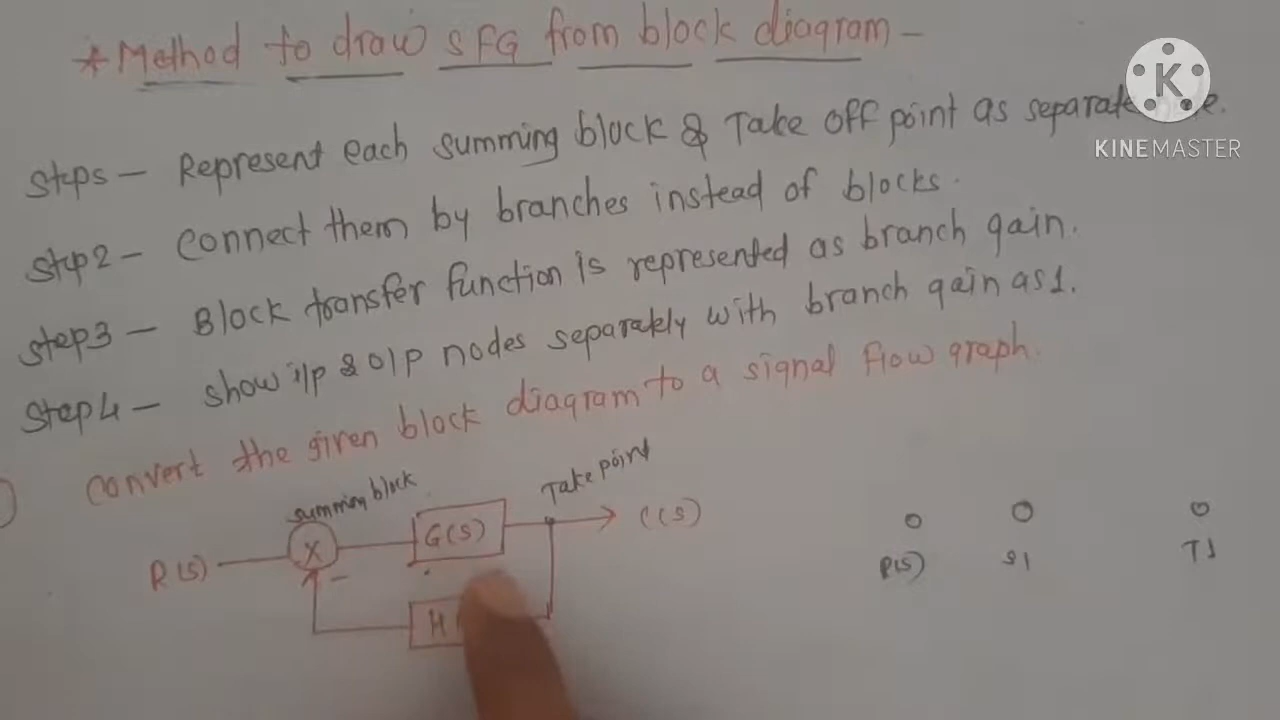 * Method to draw SFG from block diagram -
K
KINEMASTER
Steps - Represent each summing block & Take off point as separate
Step2 - Connect them by branches instead of blocks.
Step3 - Block transfer function is represented as branch gain.
Step4 - show i/p & o/p nodes separately with branch gain as 1.
Convert the given block diagram to a signal flow graph.
summing block
Take point
R(s)
X
G(s)
C(s)
-
H
R(s)
S1
T1